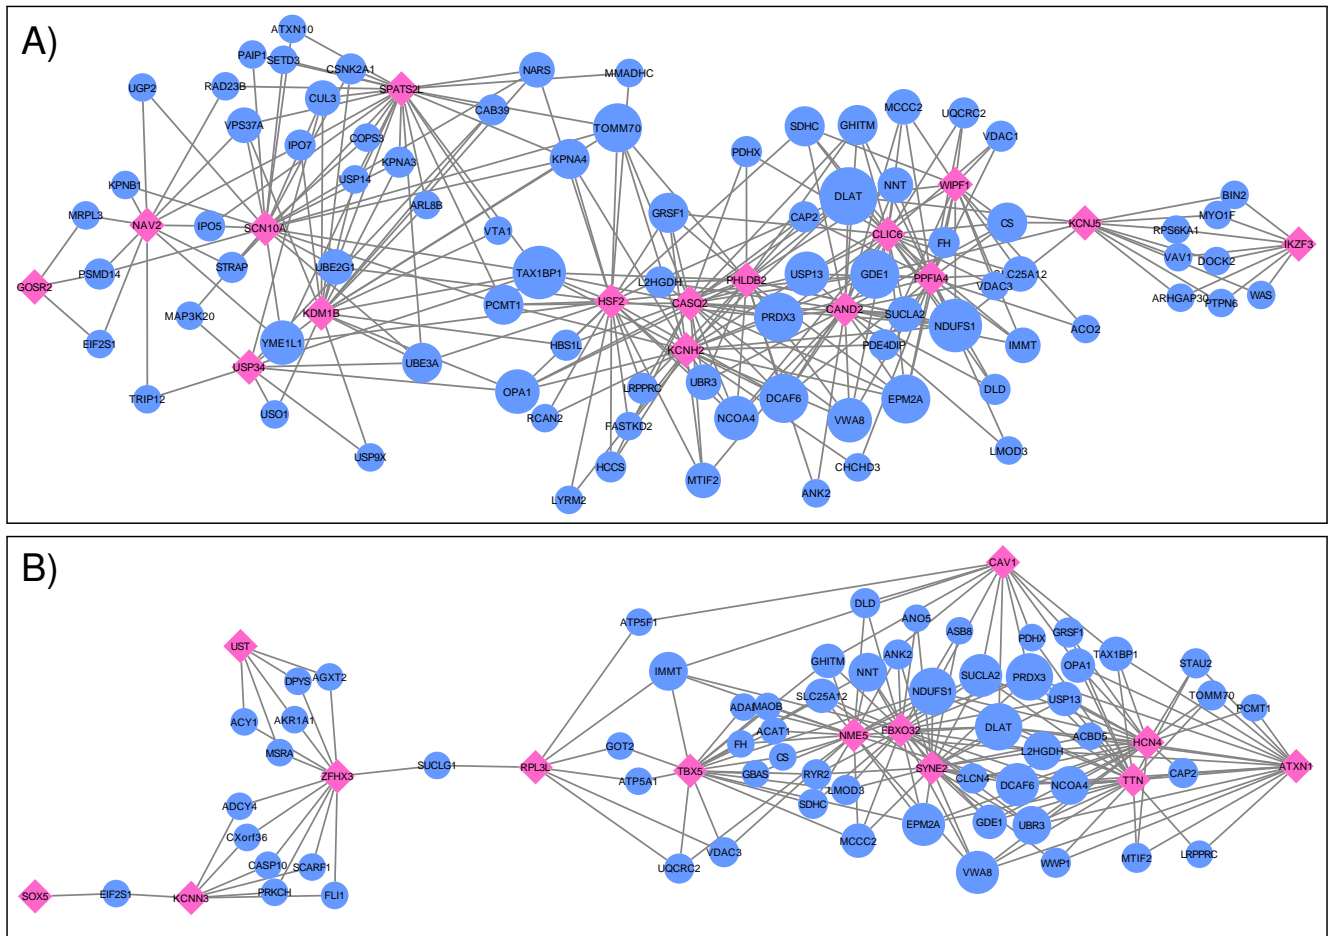 A)
ATXN10
PAIP1
SETD3
CSNK2A1
NARS
MMADHC
UGP2
RAD23B
SPATS2L
CUL3
CAB39
MCCC2
UQCRC2
VPS37A
TOMM70
SDHC
GHITM
VDAC1
COPS3
IPO7
KPNA3
KPNA4
PDHX
USP14
KPNB1
NNT
WIPF1
DLAT
BIN2
ARL8B
MRPL3
GRSF1
CAP2
MYO1F
NAV2
IPO5
SCN10A
VTA1
CS
KCNJ5
RPS6KA1
CLIC6
FH
IKZF3
VAV1
DOCK2
PSMD14
STRAP
UBE2G1
TAX1BP1
L2HGDH
PHLDB2
USP13
GDE1
PPFIA4
SLC25A12
VDAC3
GOSR2
ARHGAP30
PTPN6
WAS
PCMT1
HSF2
CASQ2
MAP3K20
KDM1B
PRDX3
CAND2
SUCLA2
NDUFS1
ACO2
EIF2S1
YME1L1
HBS1L
KCNH2
PDE4DIP
IMMT
USP34
UBE3A
OPA1
LRPPRC
UBR3
DLD
TRIP12
DCAF6
EPM2A
USO1
RCAN2
FASTKD2
NCOA4
VWA8
USP9X
HCCS
MTIF2
CHCHD3
LMOD3
LYRM2
ANK2
B)
CAV1
DLD
ATP5F1
ANO5
ASB8
PDHX
GRSF1
UST
TAX1BP1
ANK2
GHITM
IMMT
NNT
OPA1
STAU2
DPYS
AGXT2
SUCLA2
PRDX3
NDUFS1
SLC25A12
USP13
TOMM70
ADAL
MAOB
PCMT1
ACY1
AKR1A1
DLAT
ACAT1
NME5
FBXO32
ACBD5
GOT2
FH
HCN4
MSRA
L2HGDH
CS
SUCLG1
RPL3L
TBX5
GBAS
RYR2
SYNE2
ZFHX3
CAP2
ATXN1
ATP5A1
CLCN4
DCAF6
NCOA4
TTN
LMOD3
SDHC
ADCY4
EPM2A
GDE1
UBR3
CXorf36
MCCC2
VDAC3
LRPPRC
MTIF2
CASP10
SCARF1
UQCRC2
WWP1
VWA8
SOX5
EIF2S1
KCNN3
PRKCH
FLI1